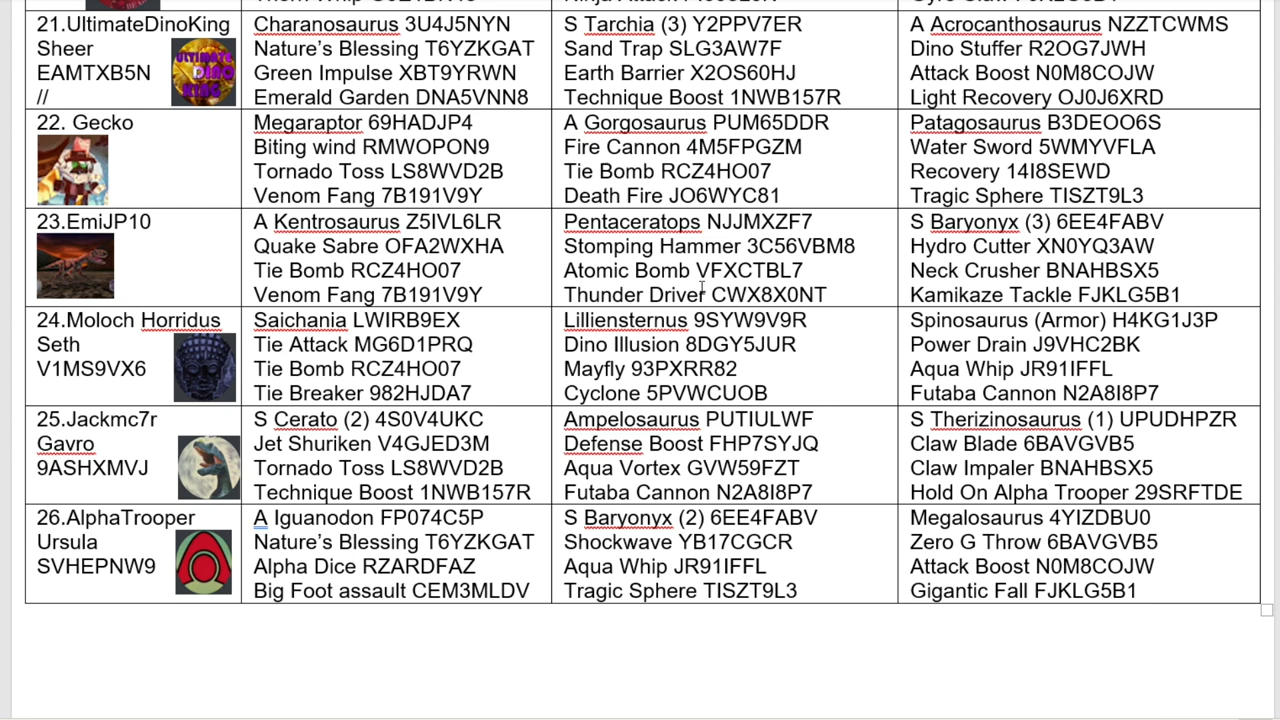 21.UltimateDinoKing
Sheer
EAMTXB5N
//
ULTIMATE
DINO
KING
Charanosaurus 3U4J5NYN
Nature’s Blessing T6YZKGAT
Green Impulse XBT9YRWN
Emerald Garden DNA5VNN8
S Tarchia (3) Y2PPV7ER
Sand Trap SLG3AW7F
Earth Barrier X2OS60HJ
Technique Boost 1NWB157R
A Acrocanthosaurus NZZTCWMS
Dino Stuffer R2OG7JWH
Attack Boost N0M8COJW
Light Recovery OJ0J6XRD
22. Gecko
Megaraptor 69HADJP4
Biting wind RMWOPON9
Tornado Toss LS8WVD2B
Venom Fang 7B191V9Y
A Gorgosaurus PUM65DDR
Fire Cannon 4M5FPGZM
Tie Bomb RCZ4HO07
Death Fire JO6WYC81
Patagosaurus B3DEOO6S
Water Sword 5WMYVFLA
Recovery 14I8SEWD
Tragic Sphere TISZT9L3
23.EmiJP10
A Kentrosaurus Z5IVL6LR
Quake Sabre OFA2WXHA
Tie Bomb RCZ4HO07
Venom Fang 7B191V9Y
Pentaceratops NJJMXZF7
Stomping Hammer 3C56VBM8
Atomic Bomb VFXCTBL7
Thunder Driver CWX8X0NT
S Baryonyx (3) 6EE4FABV
Hydro Cutter XN0YQ3AW
Neck Crusher BNAHBSX5
Kamikaze Tackle FJKLG5B1
24.Moloch Horridus
Seth
V1MS9VX6
Saichania LWIRB9EX
Tie Attack MG6D1PRQ
Tie Bomb RCZ4HO07
Tie Breaker 982HJDA7
Lilliensternus 9SYW9V9R
Dino Illusion 8DGY5JUR
Mayfly 93PXRR82
Cyclone 5PVWCUOB
Spinosaurus (Armor) H4KG1J3P
Power Drain J9VHC2BK
Aqua Whip JR91IFFL
Futaba Cannon N2A8I8P7
25.Jackmc7r
Gavro
9ASHXMVJ
S Cerato (2) 4S0V4UKC
Jet Shuriken V4GJED3M
Tornado Toss LS8WVD2B
Technique Boost 1NWB157R
Ampelosaurus PUTIULWF
Defense Boost FHP7SYJQ
Aqua Vortex GVW59FZT
Futaba Cannon N2A8I8P7
S Therizinosaurus (1) UPUDHPZR
Claw Blade 6BAVGVB5
Claw Impaler BNAHBSX5
Hold On Alpha Trooper 29SRFTDE
26.AlphaTrooper
Ursula
SVHEPNW9
A Iguanodon FP074C5P
Nature’s Blessing T6YZKGAT
Alpha Dice RZARDFAZ
Big Foot assault CEM3MLDV
S Baryonyx (2) 6EE4FABV
Shockwave YB17CGCR
Aqua Whip JR91IFFL
Tragic Sphere TISZT9L3
Megalosaurus 4YIZDBU0
Zero G Throw 6BAVGVB5
Attack Boost N0M8COJW
Gigantic Fall FJKLG5B1